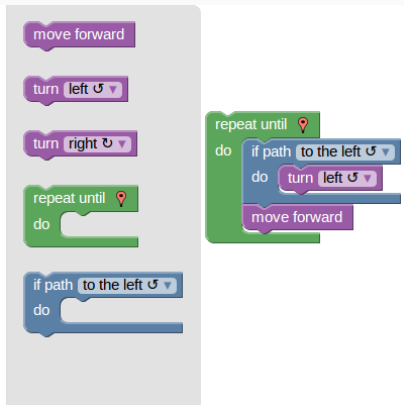 move forward
turn left ↺ ▾
turn right ↻ ▾
repeat until
do
if path to the left ↺ ▾
do
repeat until
do if path to the left ↺ ▾
do turn left ↺ ▾
move forward